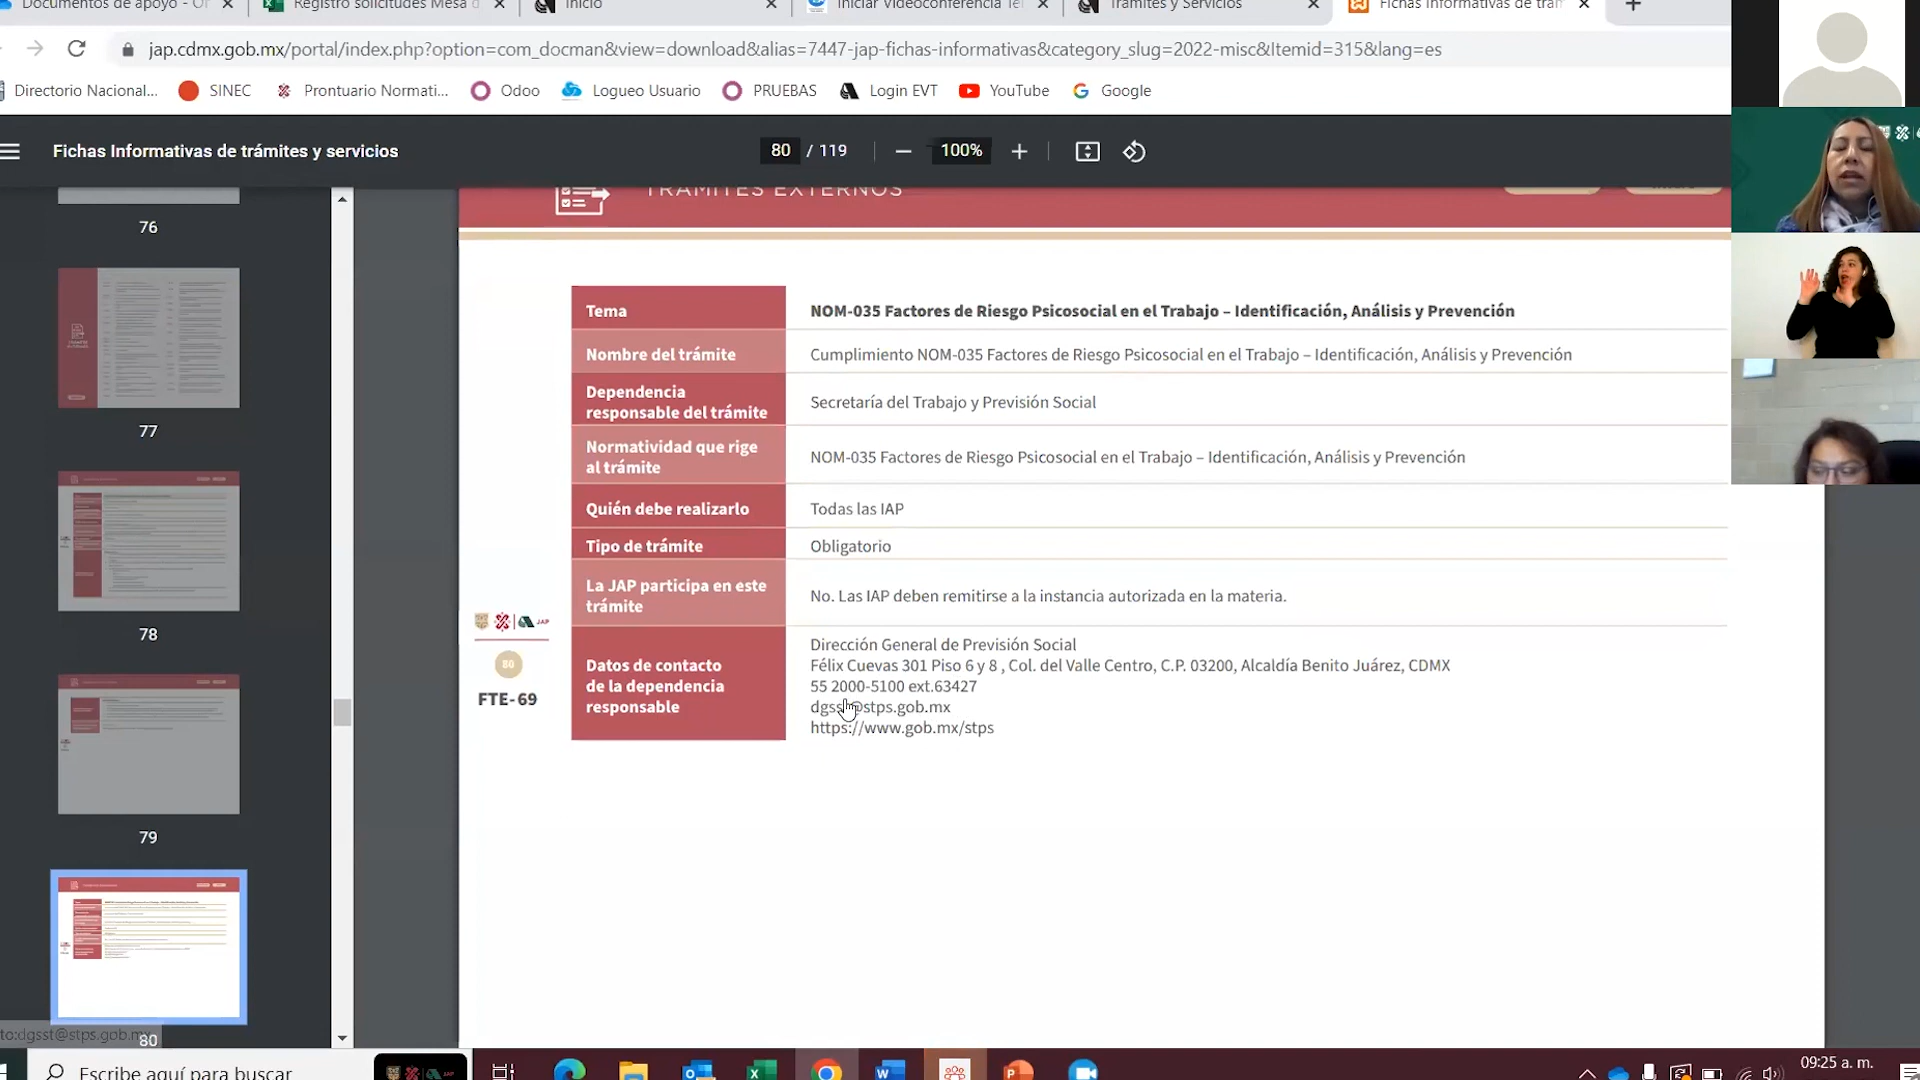 Documentos de apoyo - On
Registro solicitudes Mesa d
Inicio
Iniciar Videoconferencia Tel
Trámites y Servicios
Fichas Informativas de trám
jap.cdmx.gob.mx/portal/index.php?option=com_docman&view=download&alias=7447-jap-fichas-informativas&category_slug=2022-misc&Itemid=315&lang=es
Directorio Nacional...
SINEC
Prontuario Normati...
Odoo
Logueo Usuario
PRUEBAS
Login EVT
YouTube
Google
Fichas Informativas de trámites y servicios
80 / 119
100%
TRÁMITES EXTERNOS
76
77
78
79
80
Tema
NOM-035 Factores de Riesgo Psicosocial en el Trabajo – Identificación, Análisis y Prevención
Nombre del trámite
Cumplimiento NOM-035 Factores de Riesgo Psicosocial en el Trabajo – Identificación, Análisis y Prevención
Dependencia
responsable del trámite
Secretaría del Trabajo y Previsión Social
Normatividad que rige
al trámite
NOM-035 Factores de Riesgo Psicosocial en el Trabajo – Identificación, Análisis y Prevención
Quién debe realizarlo
Todas las IAP
Tipo de trámite
Obligatorio
La JAP participa en este
trámite
No. Las IAP deben remitirse a la instancia autorizada en la materia.
Datos de contacto
de la dependencia
responsable
Dirección General de Previsión Social
Félix Cuevas 301 Piso 6 y 8 , Col. del Valle Centro, C.P. 03200, Alcaldía Benito Juárez, CDMX
55 2000-5100 ext.63427
dgsst@stps.gob.mx
https://www.gob.mx/stps
JAP
80
FTE-69
to:dgsst@stps.gob.mx
Escribe aquí para buscar
09:25 a. m.